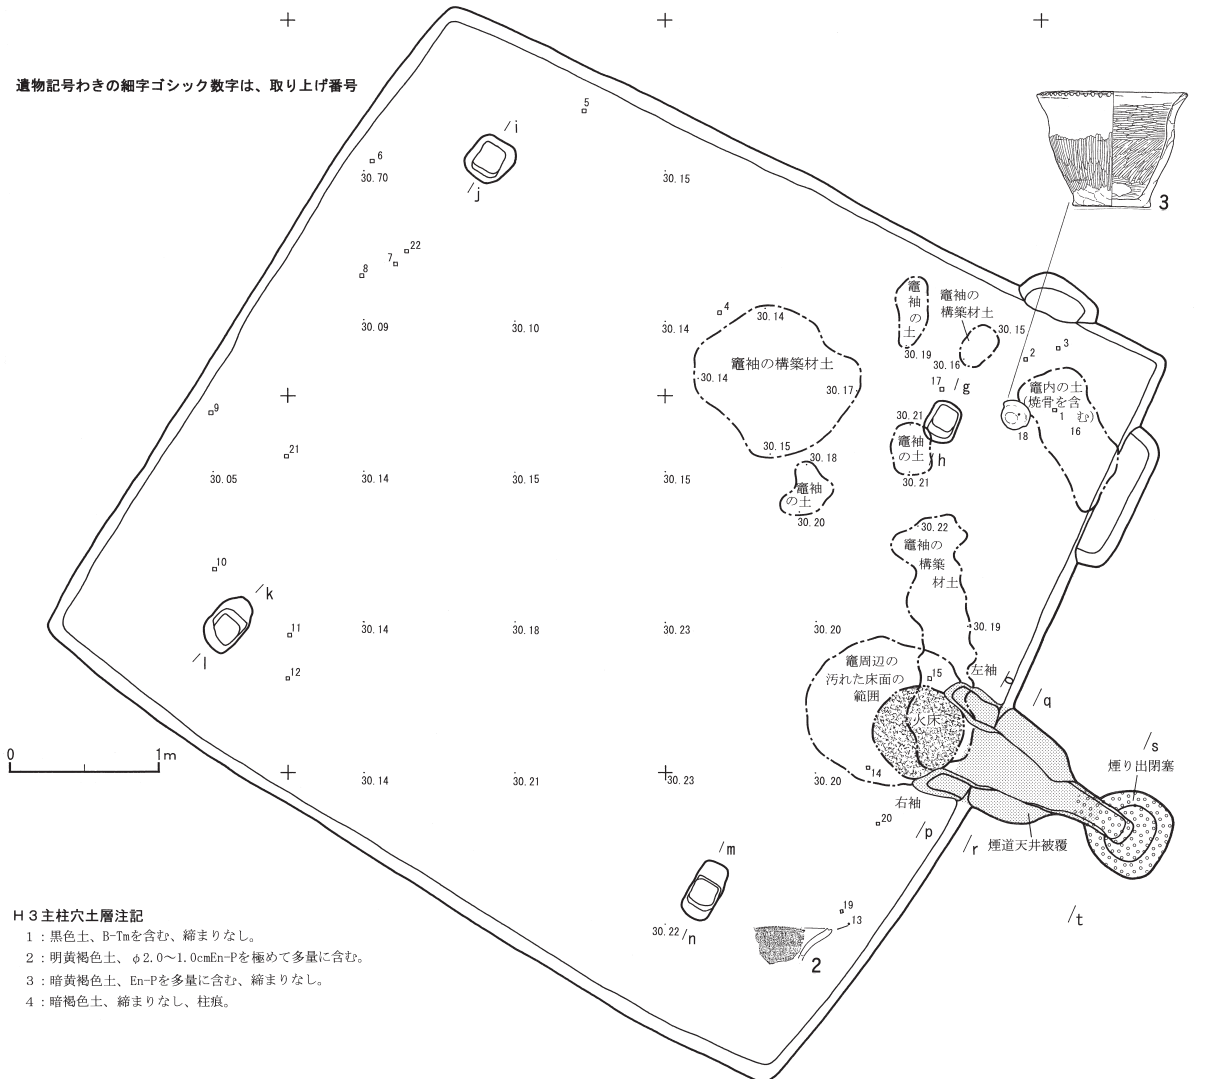 遺物記号わきの細字ゴシック数字は、取り上げ番号
5
i
6
30.70
j
30.15
3
22
7
8
30.09
30.10
30.14
4
30.14
竈袖の構築材土
30.14
30.17
30.15
竈
袖
の
土
30.19
竈袖の
構築材土
30.15
30.16
2
3
17
g
30.21
竈袖
の土
h
30.21
竈内の土
(焼骨を含
む)
1
16
18
9
21
30.05
30.14
30.15
30.15
30.18
竈袖
の土
30.20
30.22
竈袖の
構築
材土
30.19
10
k
l
11
12
30.14
30.18
30.23
30.20
竈周辺の
汚れた床面の
範囲
15
左袖
o
q
火床
s
煙り出閉塞
0
1m
30.14
30.21
30.23
30.20
14
右袖
20
p
r
煙道天井被覆
t
m
30.22
n
19
13
2
H3主柱穴土層注記
1：黒色土、B-Tmを含む、締まりなし。
2：明黄褐色土、φ2.0～1.0cmEn-Pを極めて多量に含む。
3：暗黄褐色土、En-Pを多量に含む、締まりなし。
4：暗褐色土、締まりなし、柱痕。